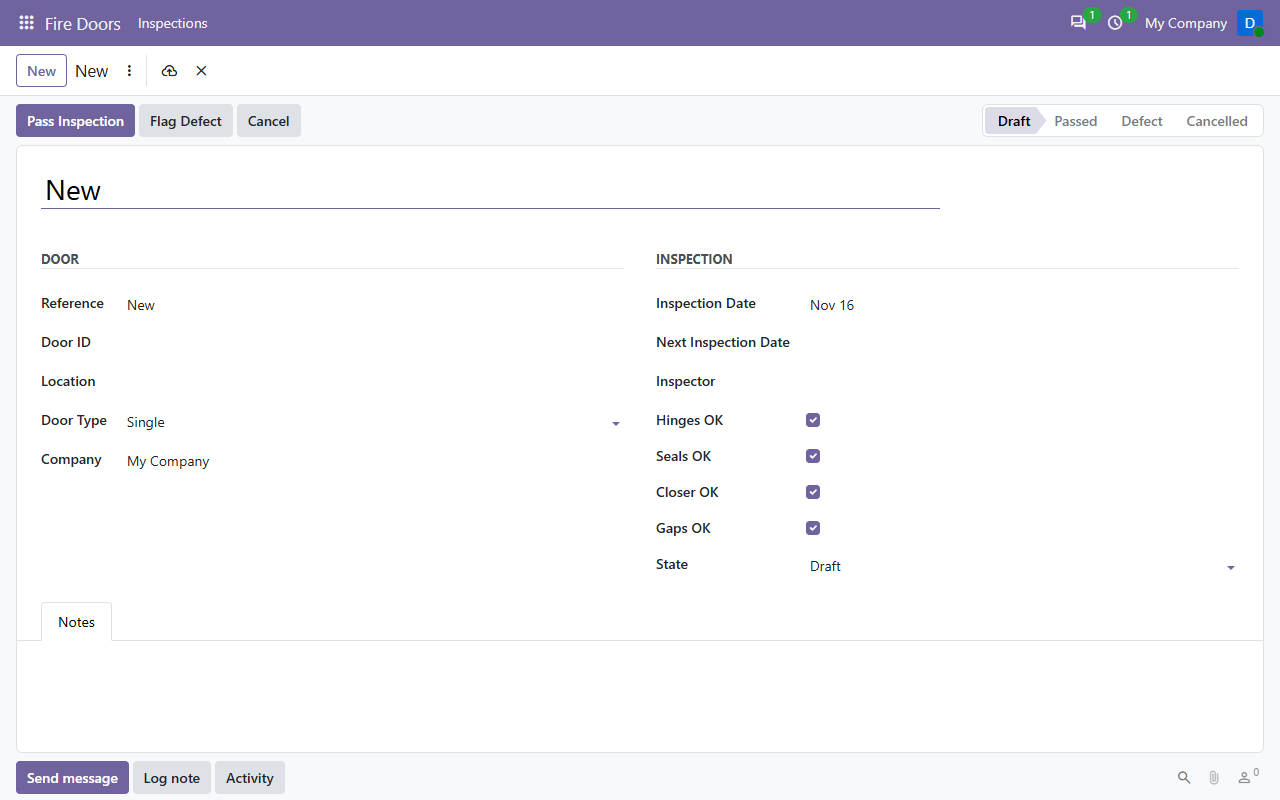 Fire Doors Inspections 1 1 My Company D
New New
Pass Inspection Flag Defect Cancel Draft Passed Defect Cancelled
New
DOOR
Reference New
Door ID
Location
Door Type Single
Company My Company
INSPECTION
Inspection Date Nov 16
Next Inspection Date
Inspector
Hinges OK
Seals OK
Closer OK
Gaps OK
State Draft
Notes
Send message Log note Activity 0